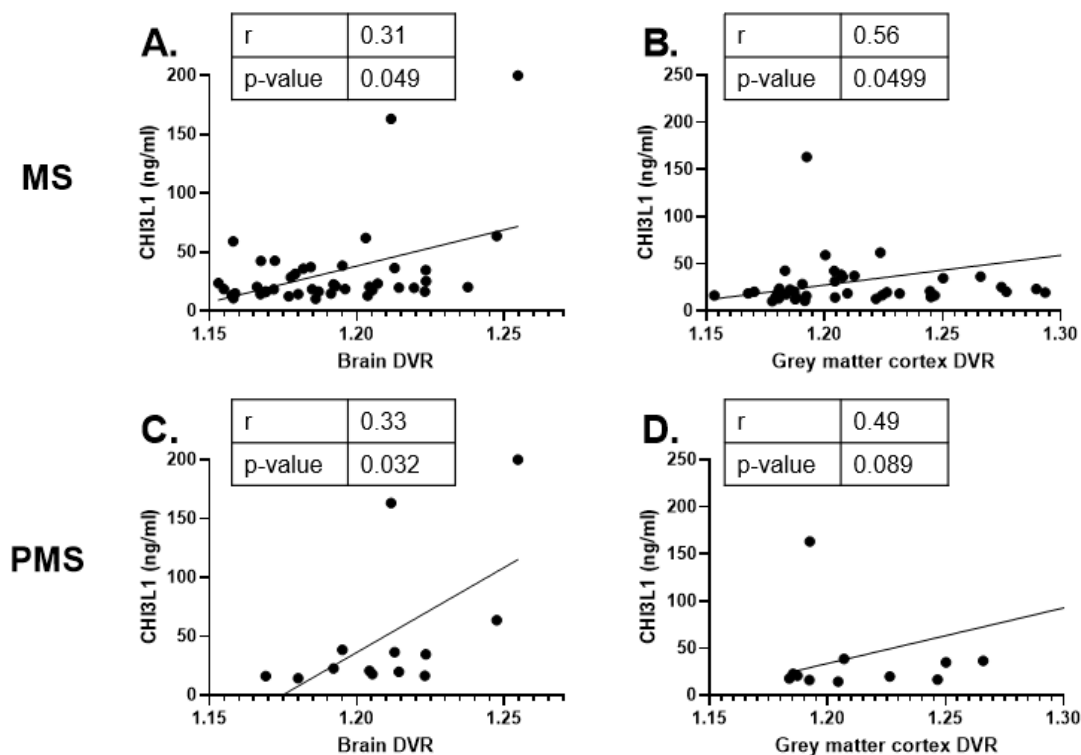 A.
r 0.31
p-value 0.049
B.
r 0.56
p-value 0.0499
MS
CHI3L1 (ng/ml)
200
150
100
50
0
1.15 1.20 1.25
Brain DVR
CHI3L1 (ng/ml)
250
200
150
100
50
0
1.15 1.20 1.25 1.30
Grey matter cortex DVR
C.
r 0.33
p-value 0.032
D.
r 0.49
p-value 0.089
PMS
CHI3L1 (ng/ml)
200
150
100
50
0
1.15 1.20 1.25
Brain DVR
CHI3L1 (ng/ml)
250
200
150
100
50
0
1.15 1.20 1.25 1.30
Grey matter cortex DVR